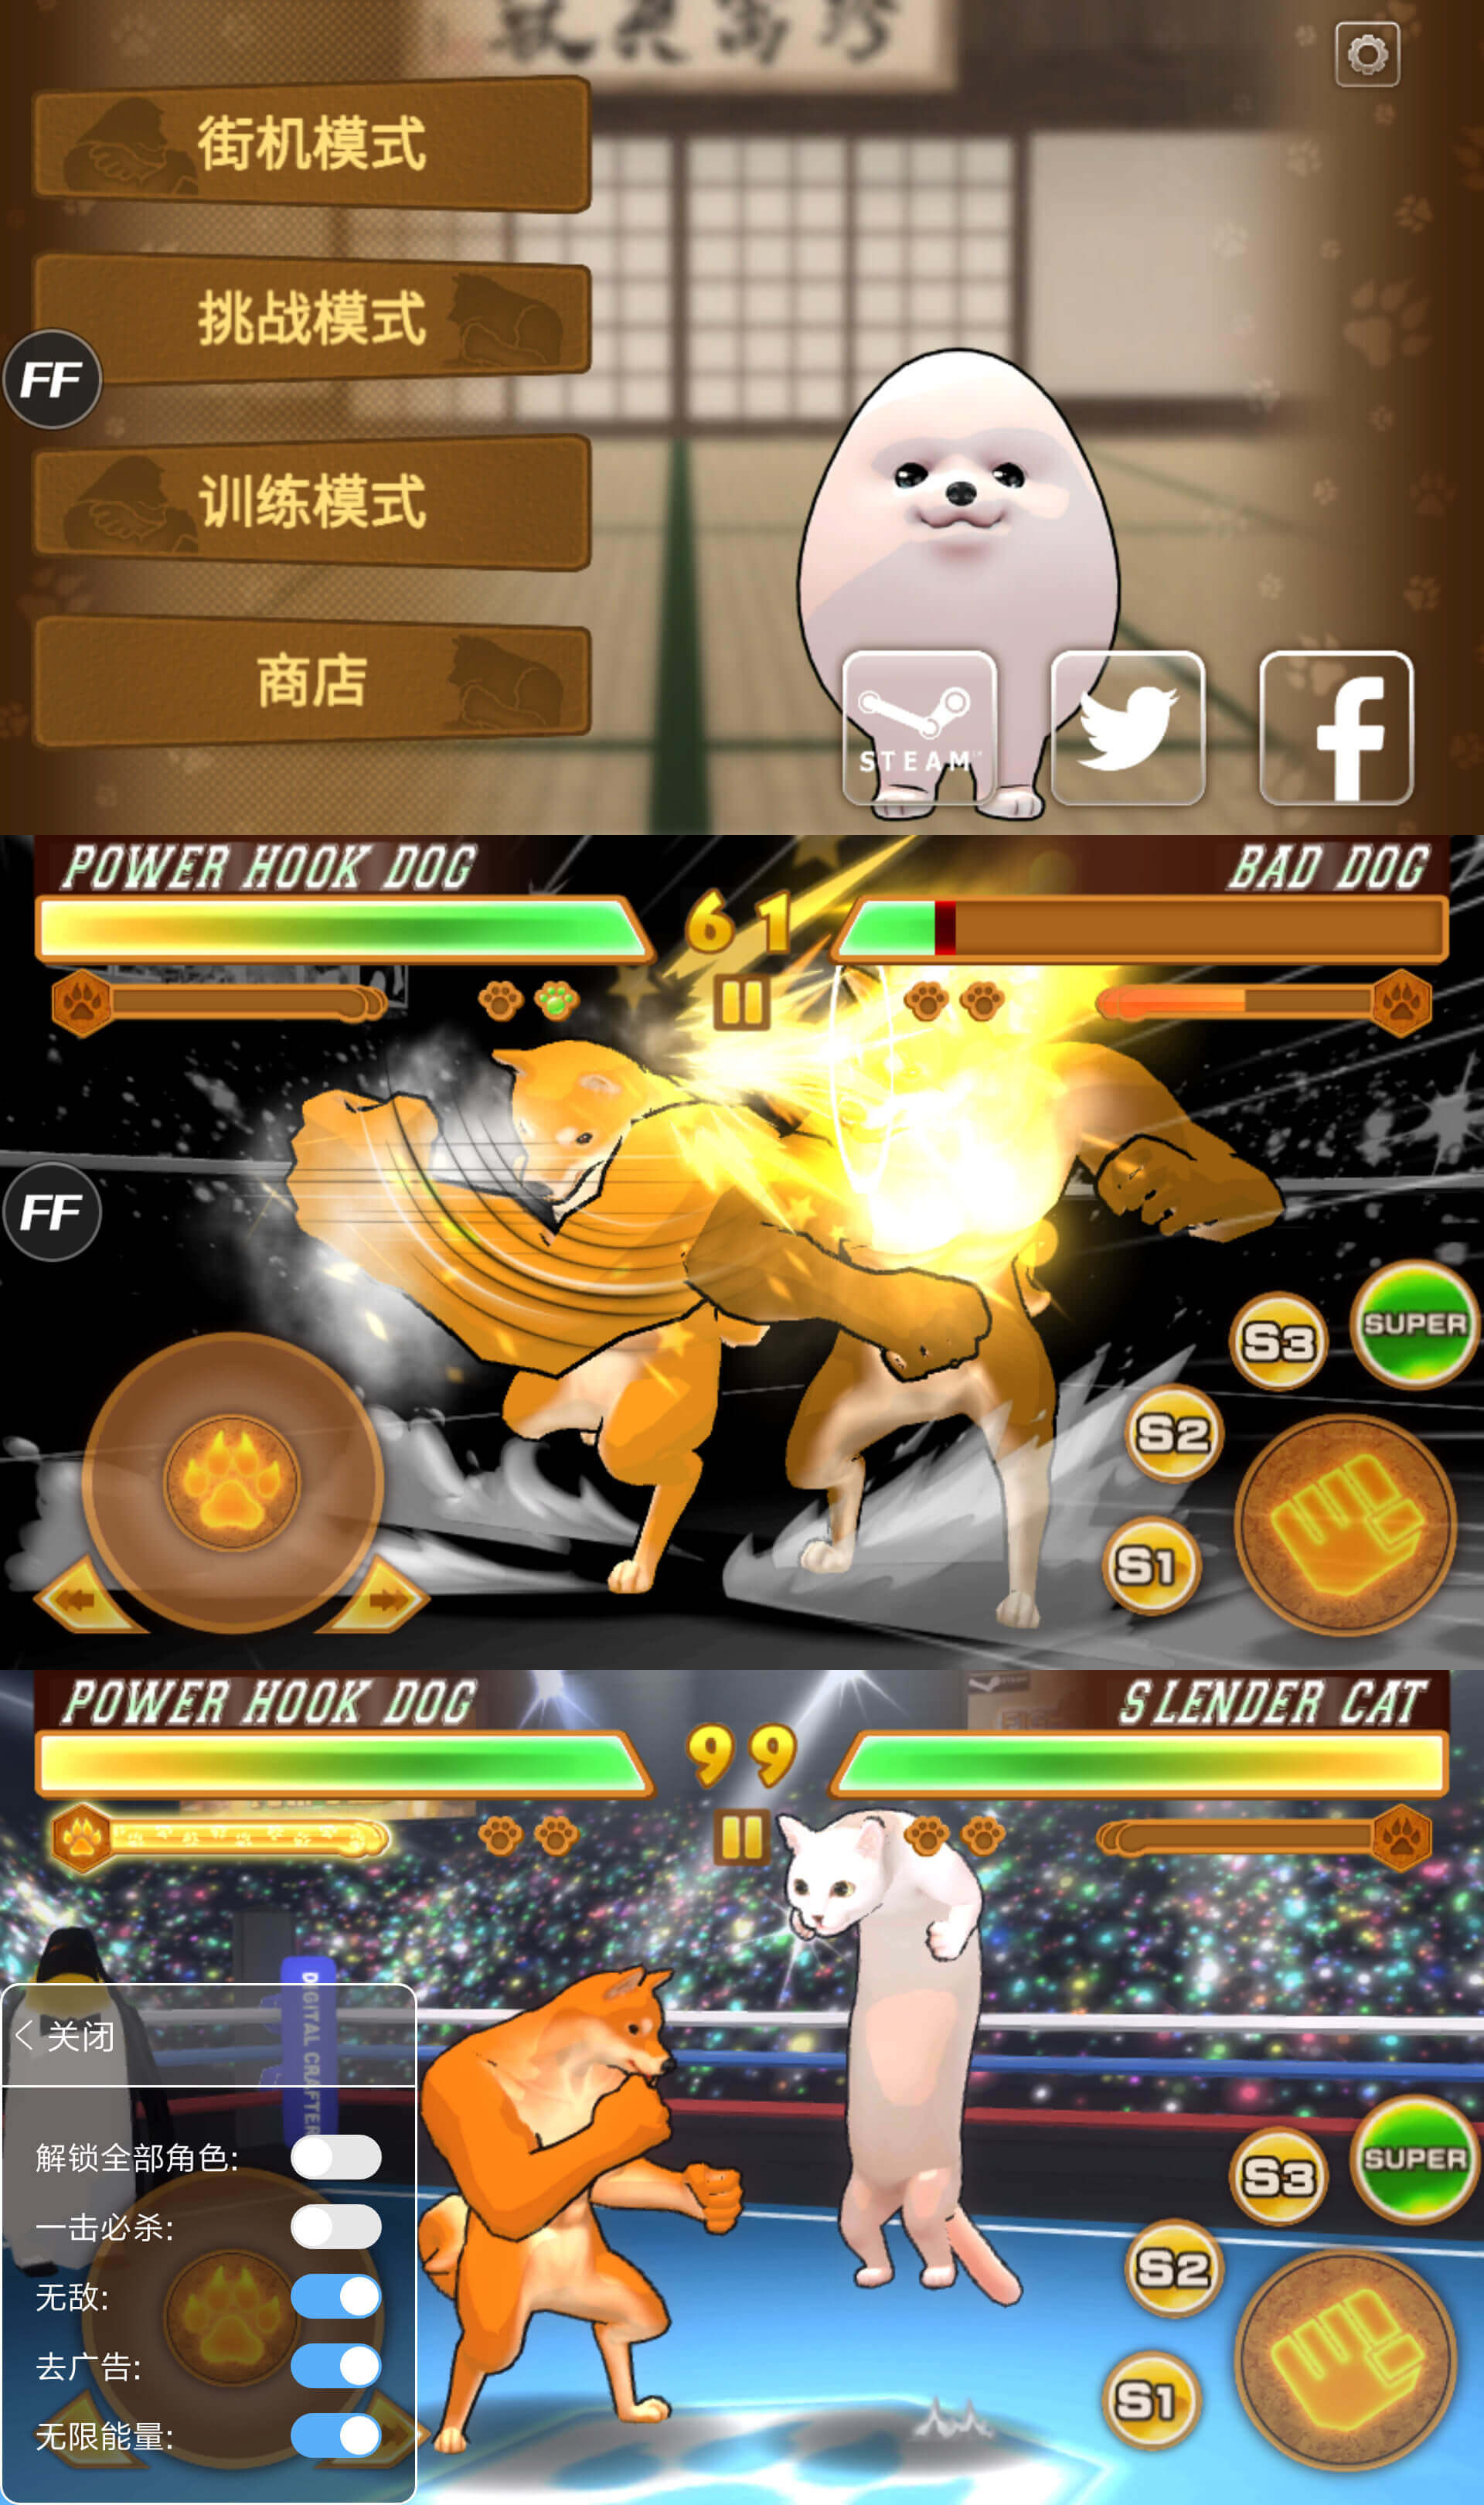 街机模式
挑战模式
FF
训练模式
商店
STEAM
POWER HOOK DOG
61
BAD DOG
FF
SUPER
S3
S2
S1
POWER HOOK DOG
99
SLENDER CAT
DIGITAL CRAFTER
< 关闭
解锁全部角色:
一击必杀:
无敌:
去广告:
无限能量:
SUPER
S3
S2
S1